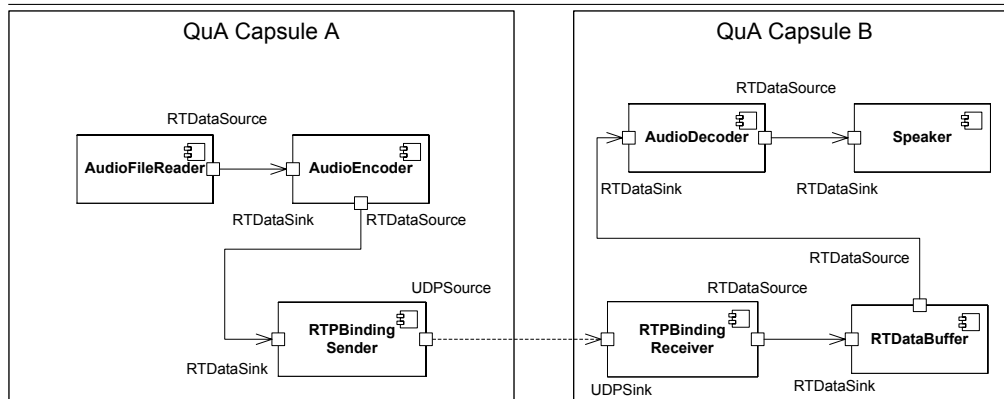 QuA Capsule A
RTDataSource
AudioFileReader
AudioEncoder
RTDataSink
RTDataSource
UDPSource
RTPBinding
Sender
RTDataSink
QuA Capsule B
RTDataSource
AudioDecoder
Speaker
RTDataSink
RTDataSink
RTDataSource
RTDataSource
RTPBinding
Receiver
RTDataBuffer
UDPSink
RTDataSink